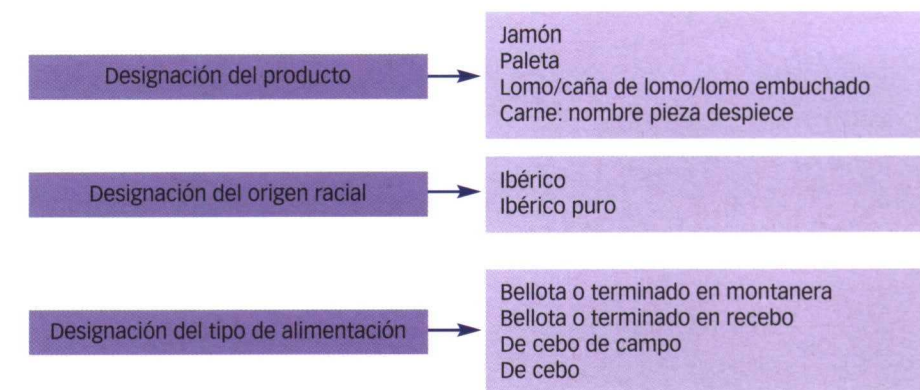 Designación del producto
Jamón
Paleta
Lomo/caña de lomo/lomo embuchado
Carne: nombre pieza despiece
Designación del origen racial
Ibérico
Ibérico puro
Designación del tipo de alimentación
Bellota o terminado en montanera
Bellota o terminado en recebo
De cebo de campo
De cebo